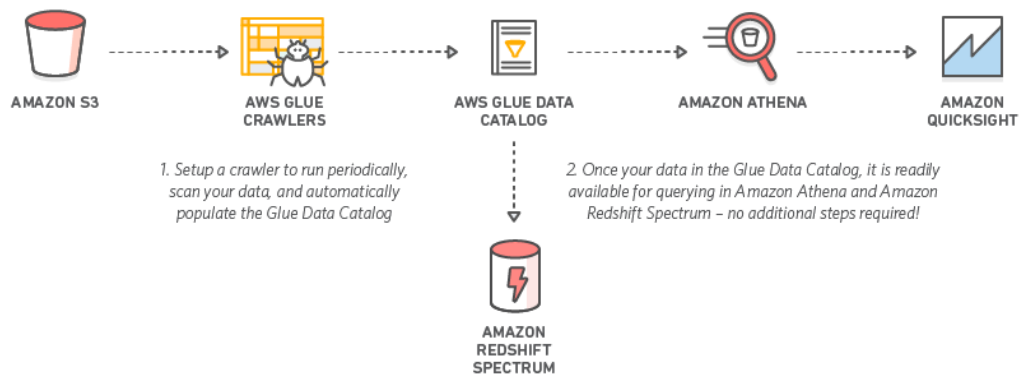 AMAZON S3
AWS GLUE
CRAWLERS
AWS GLUE DATA
CATALOG
AMAZON ATHENA
AMAZON
QUICKSIGHT
1. Setup a crawler to run periodically,
scan your data, and automatically
populate the Glue Data Catalog
2. Once your data in the Glue Data Catalog, it is readily
available for querying in Amazon Athena and Amazon
Redshift Spectrum – no additional steps required!
AMAZON
REDSHIFT
SPECTRUM